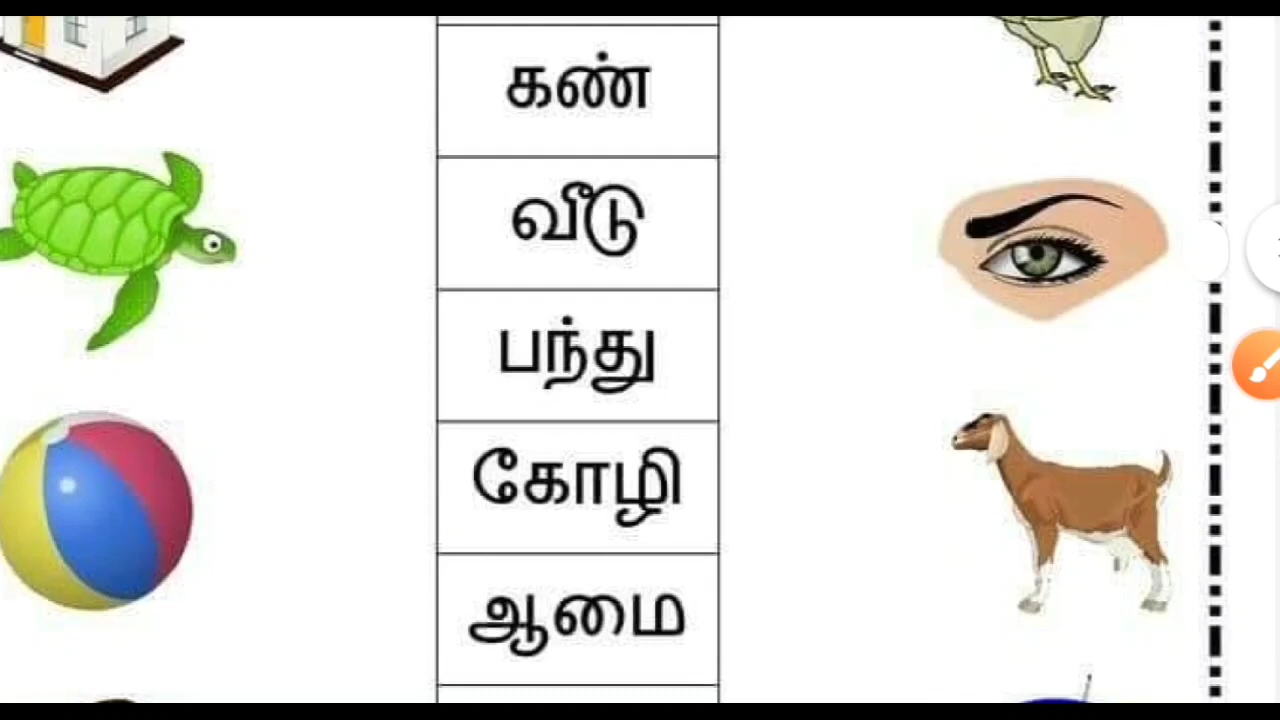 கண்
வீடு
பந்து
கோழி
ஆமை